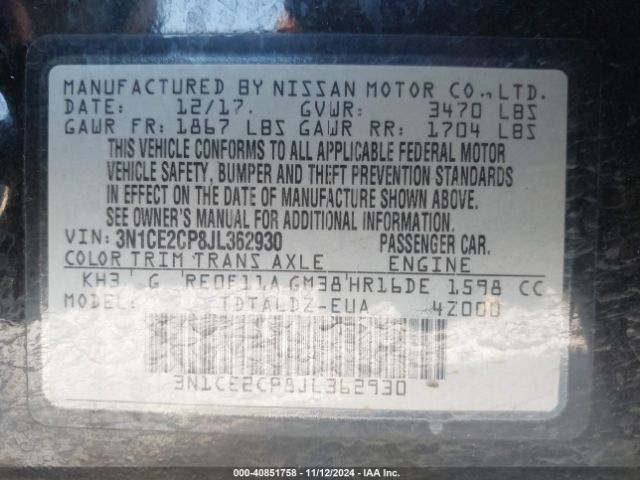 MANUFACTURED BY NISSAN MOTOR CO., LTD.
DATE: 12/17. GVWR: 3470 LBS
GAWR FR: 1867 LBS GAWR RR: 1704 LBS
THIS VEHICLE CONFORMS TO ALL APPLICABLE FEDERAL MOTOR
VEHICLE SAFETY, BUMPER AND THEFT PREVENTION STANDARDS
IN EFFECT ON THE DATE OF MANUFACTURE SHOWN ABOVE.
SEE OWNER'S MANUAL FOR ADDITIONAL INFORMATION.
VIN: 3N1CE2CP8JL362930 PASSENGER CAR.
COLOR TRIM TRANS AXLE ENGINE
KH3 G RE0F11A GM38 HR16DE 1.598 CC
MODEL: TDTALDZ-EUA 4Z000
3N1CE2CP8JL362930
000-40851758 - 11/12/2024 - IAA Inc.